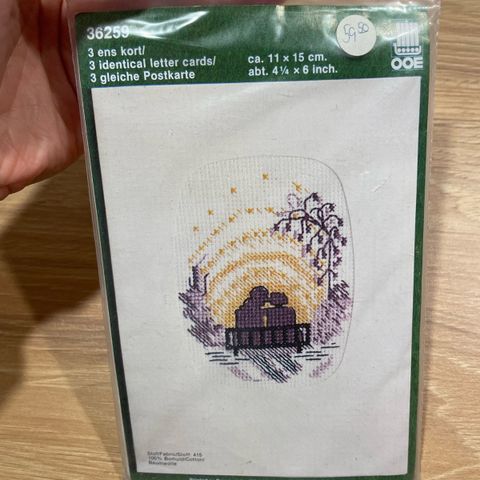 36259
3 ens kort/
3 identical letter cards/
3 gleiche Postkarte
ca. 11 x 15 cm.
abt. 4¼ x 6 inch.
59,50
OOE
Stoff/Fabric/Stoff: 415
100% Bomuld/Cotton/
Baumwolle